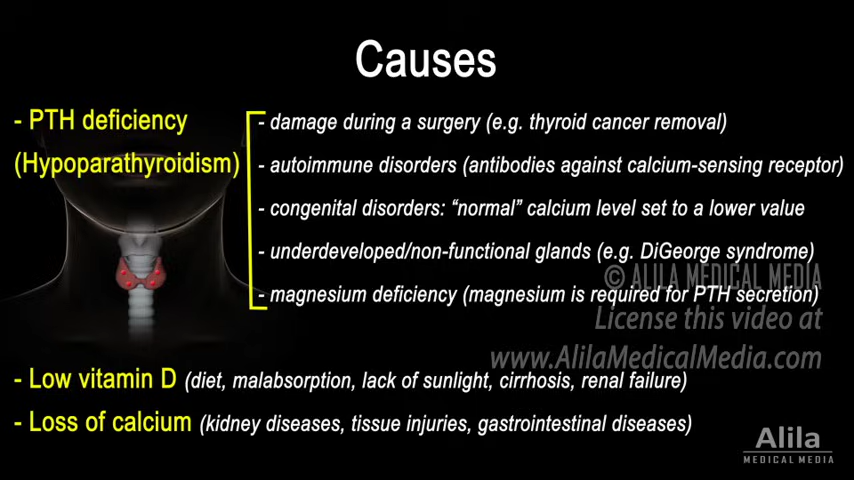 Causes
- PTH deficiency
(Hypoparathyroidism)
- damage during a surgery (e.g. thyroid cancer removal)
- autoimmune disorders (antibodies against calcium-sensing receptor)
- congenital disorders: “normal” calcium level set to a lower value
- underdeveloped/non-functional glands (e.g. DiGeorge syndrome)
- magnesium deficiency (magnesium is required for PTH secretion)
© ALILA MEDICAL MEDIA
License this video at
www.AlilaMedicalMedia.com
- Low vitamin D (diet, malabsorption, lack of sunlight, cirrhosis, renal failure)
- Loss of calcium (kidney diseases, tissue injuries, gastrointestinal diseases)
Alila
MEDICAL MEDIA